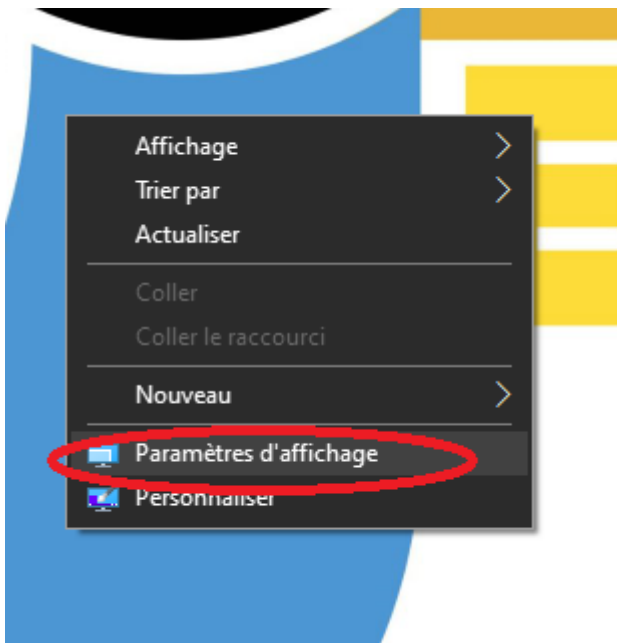 Affichage
Trier par
Actualiser
Coller
Coller le raccourci
Nouveau
Paramètres d'affichage
Personnaliser